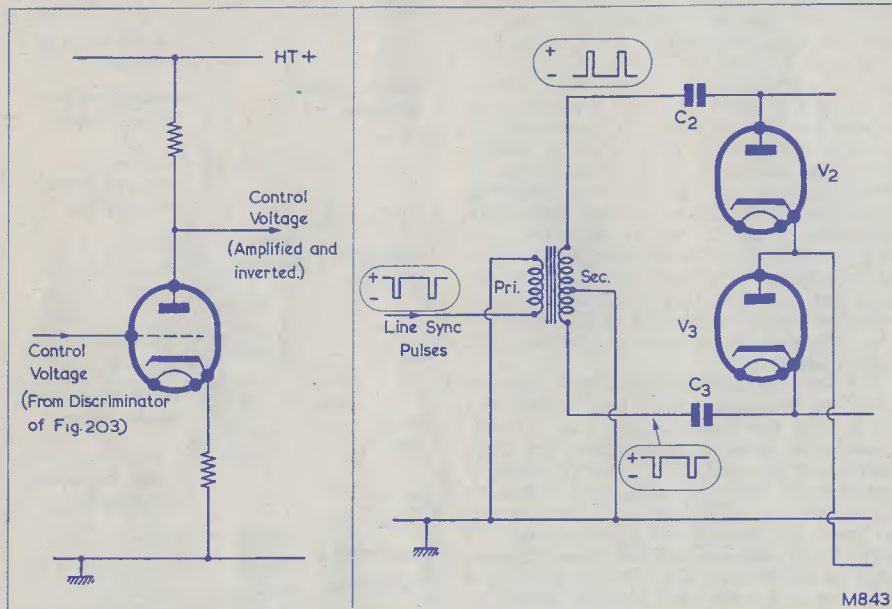 HT+
Control
Voltage
(Amplified and
inverted.)
Control
Voltage
(From Discriminator
of Fig. 203)
+
-
Line Sync
Pulses
Pri.
Sec.
+
-
C2
V2
V3
C3
+
-
M843